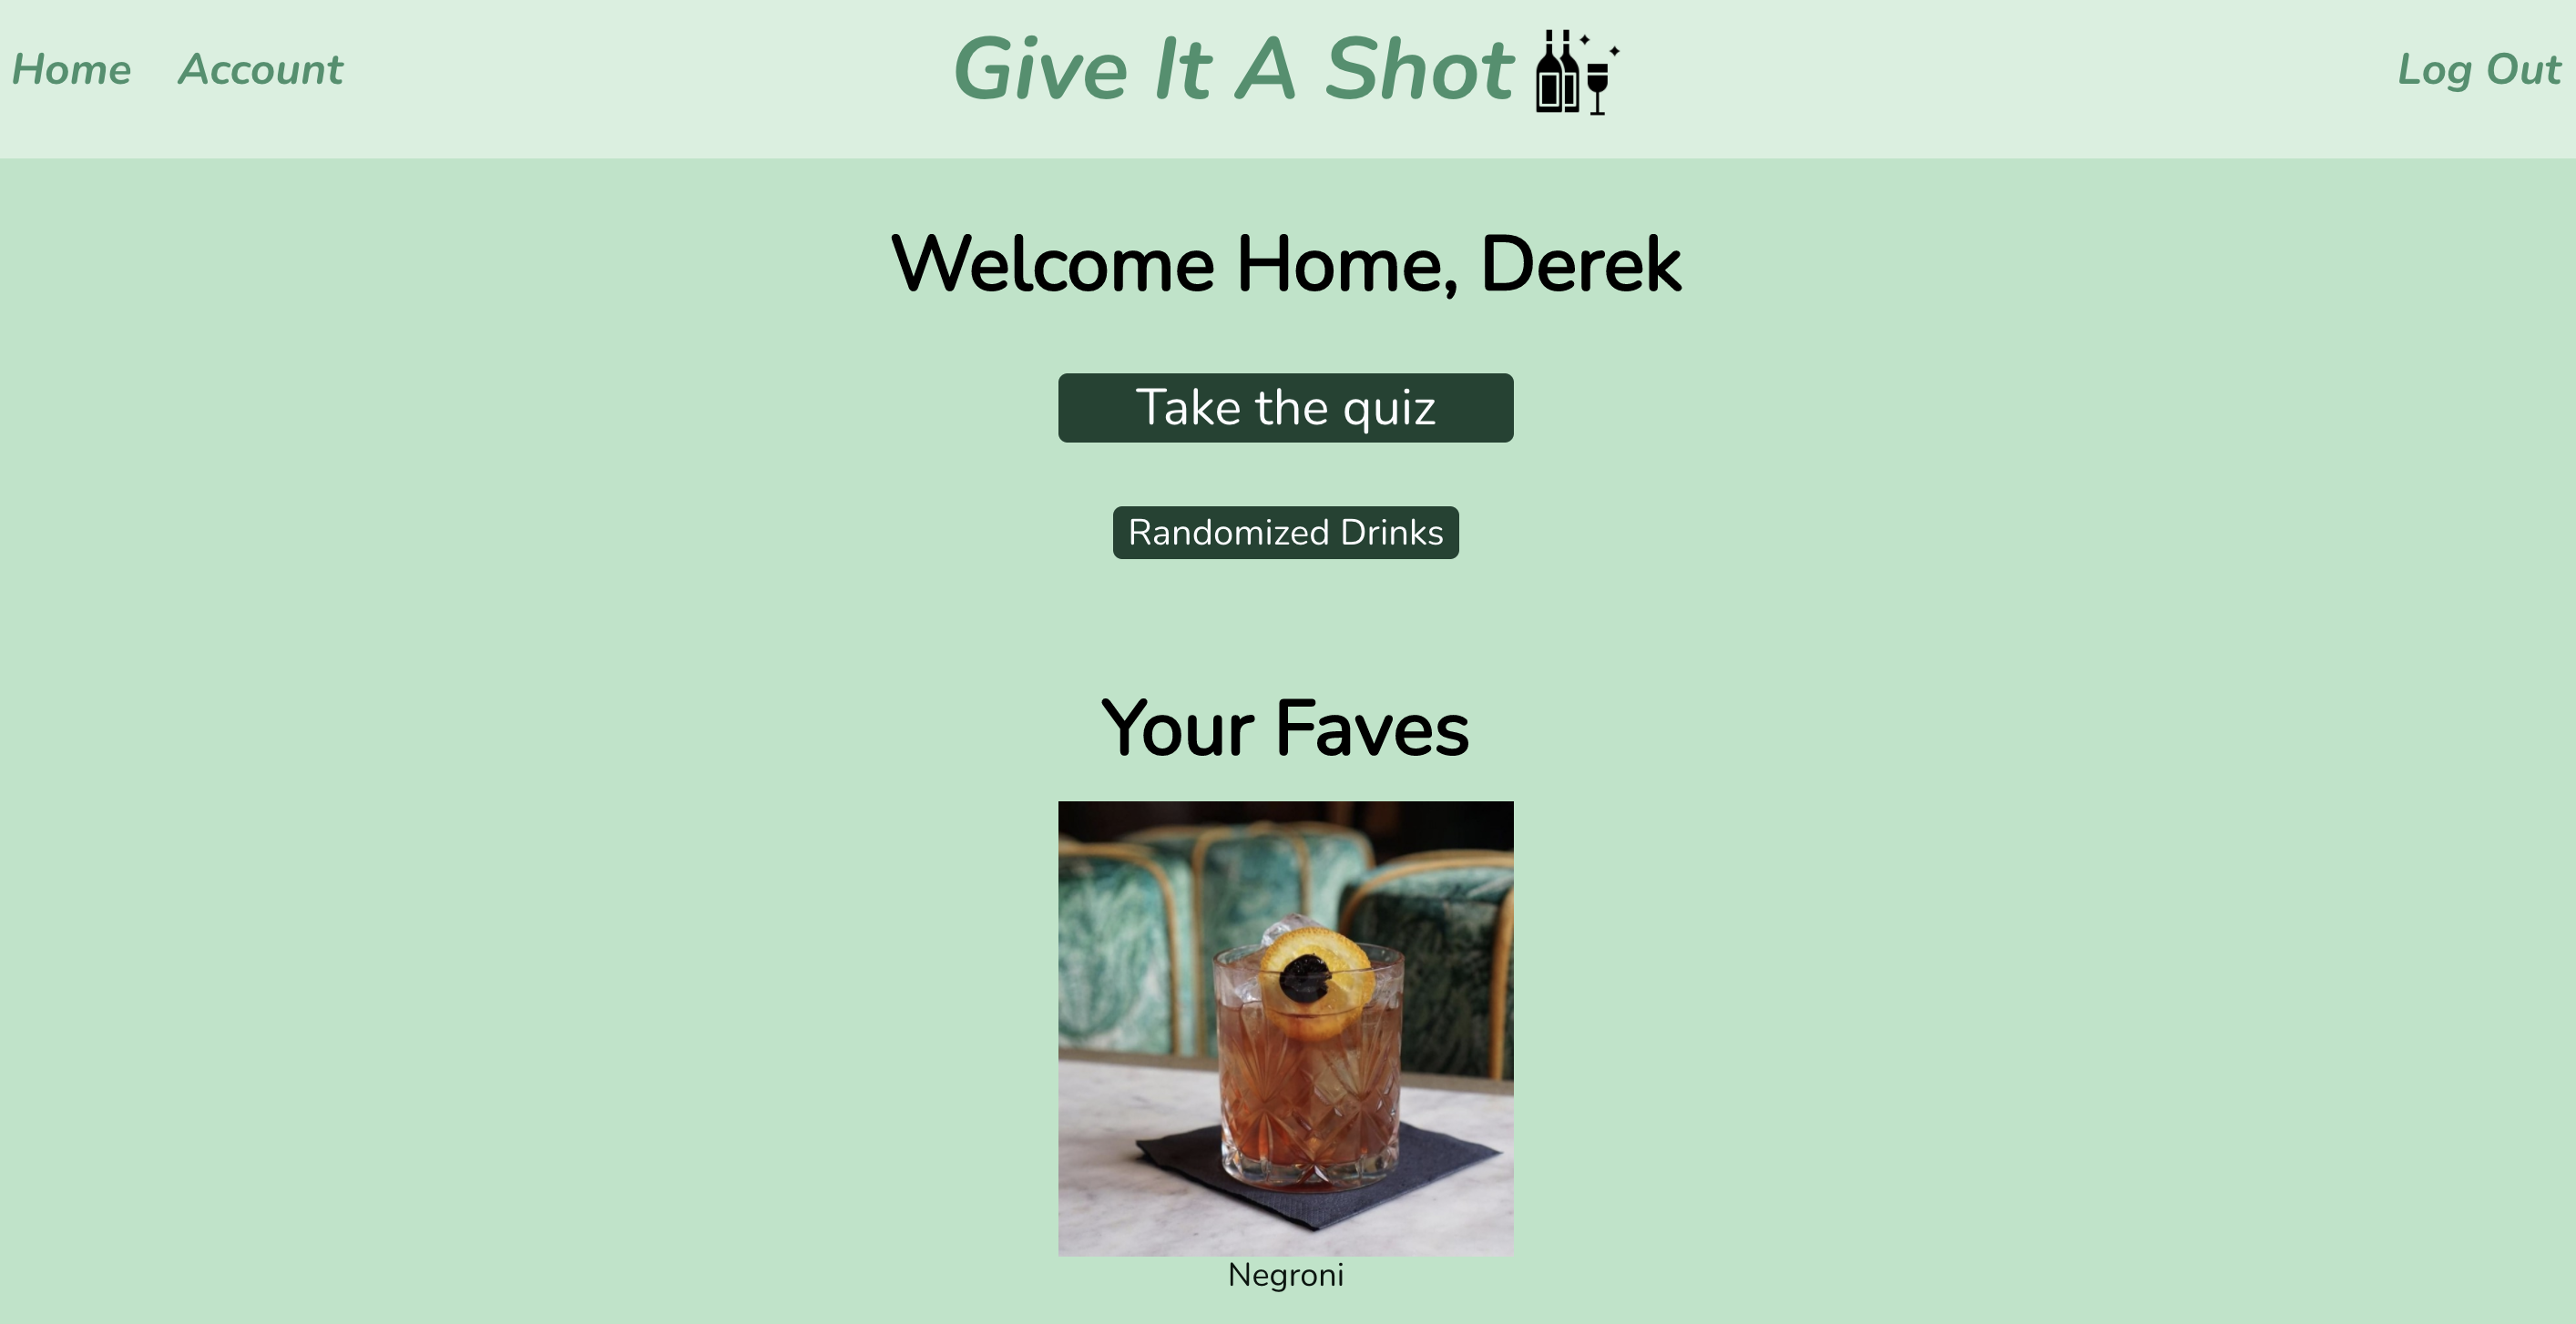 Home Account Give It A Shot Log Out
Welcome Home, Derek
Take the quiz
Randomized Drinks
Your Faves
Negroni